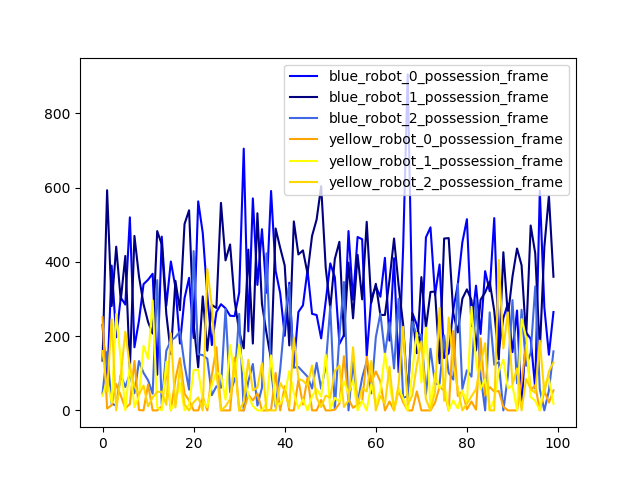 blue_robot_0_possession_frame
blue_robot_1_possession_frame
blue_robot_2_possession_frame
yellow_robot_0_possession_frame
yellow_robot_1_possession_frame
yellow_robot_2_possession_frame
800
600
400
200
0
0 20 40 60 80 100